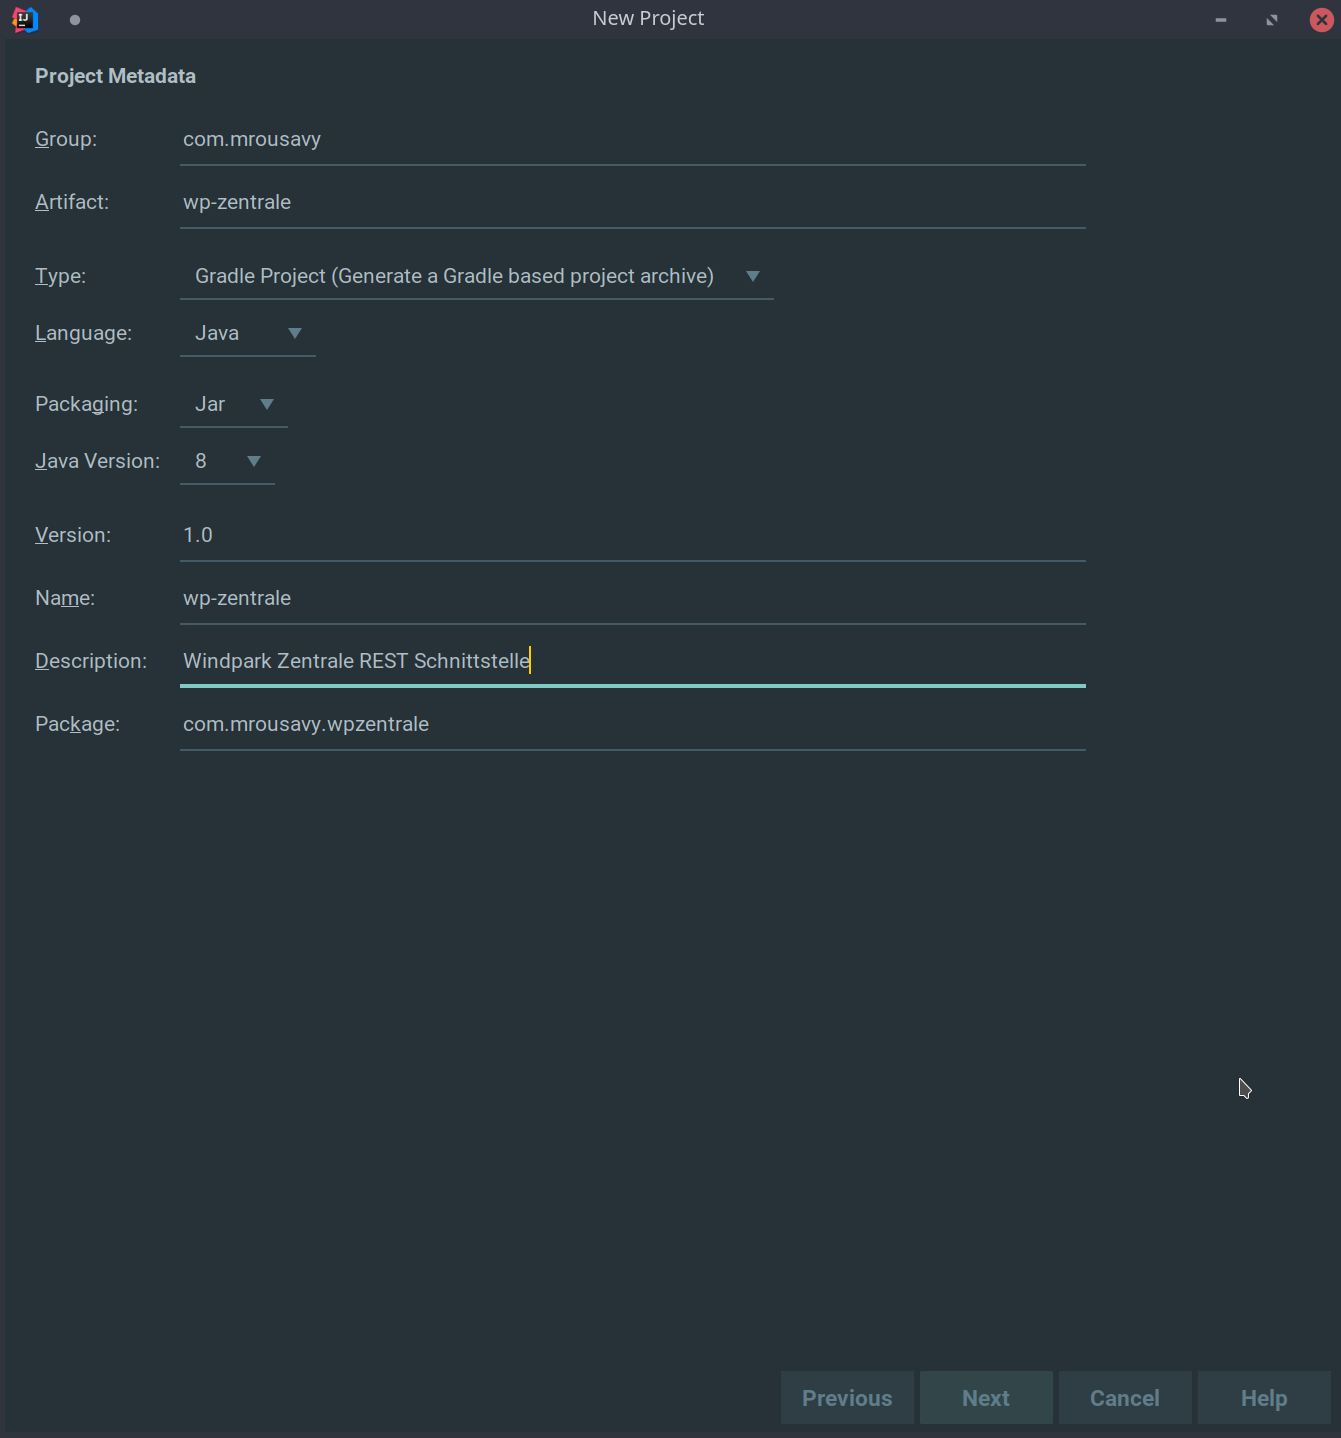 New Project
Project Metadata
Group: com.mrousavy
Artifact: wp-zentrale
Type: Gradle Project (Generate a Gradle based project archive)
Language: Java
Packaging: Jar
Java Version: 8
Version: 1.0
Name: wp-zentrale
Description: Windpark Zentrale REST Schnittstelle
Package: com.mrousavy.wpzentrale
Previous Next Cancel Help